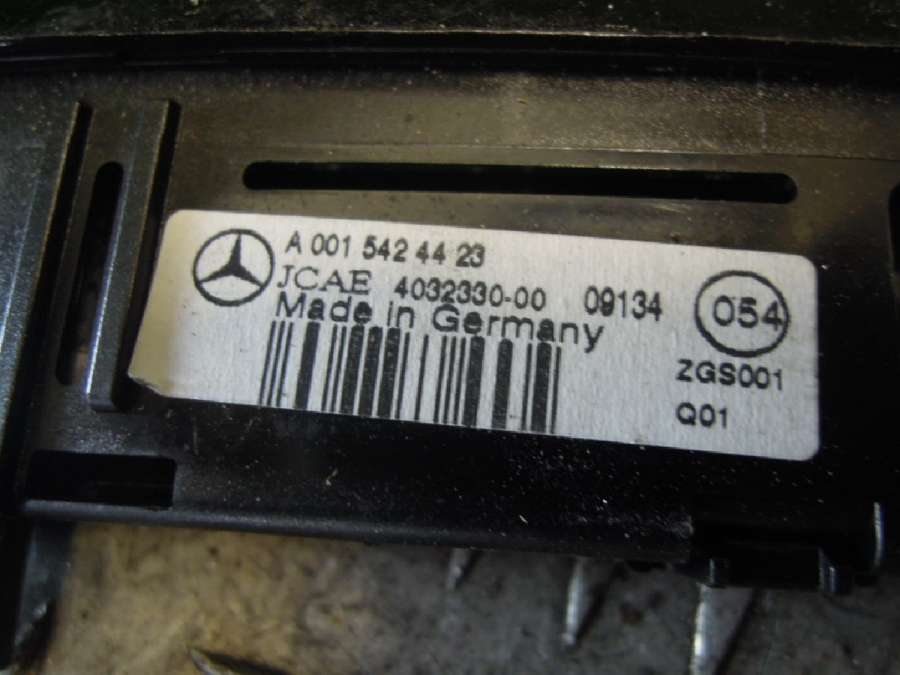 A 001 542 44 23
JCAE 4032330-00 09134
Made in Germany
054
ZGS001
Q01